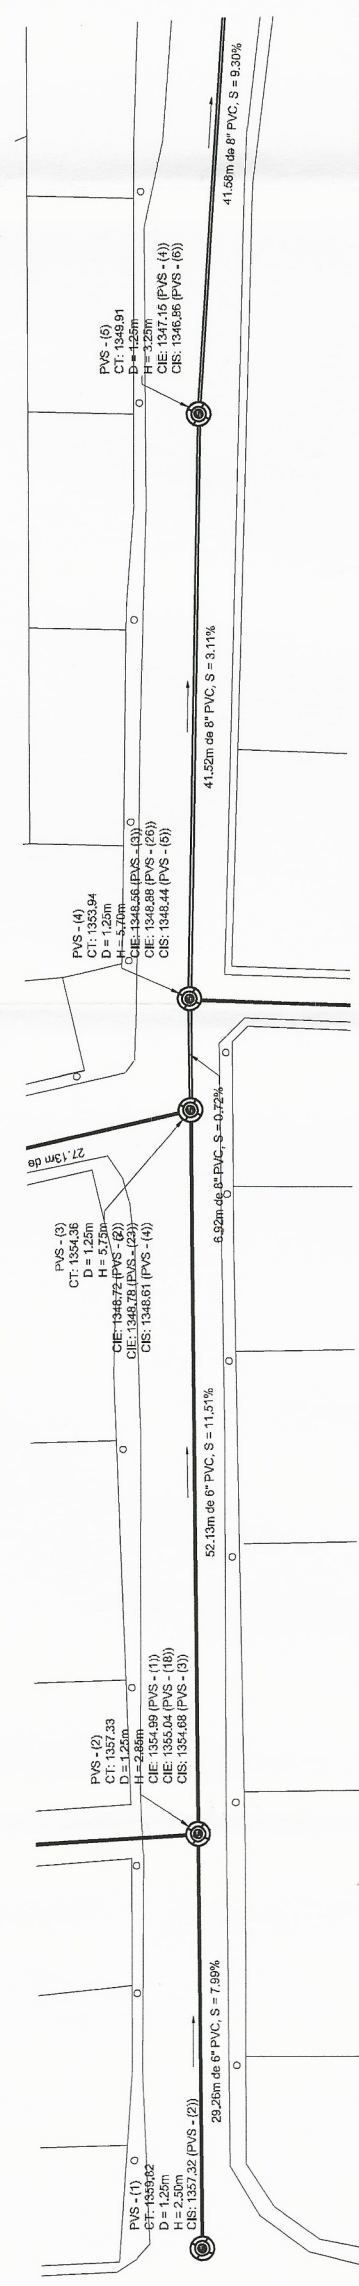 PVS - (1)
CT: 1359.82
D = 1.25m
H = 2.50m
CIS: 1357.32 (PVS - (2))
29.26m de 6" PVC, S = 7.99%
PVS - (2)
CT: 1357.33
D = 1.25m
H = 2.85m
CIE: 1354.99 (PVS - (1))
CIE: 1355.04 (PVS - (18))
CIS: 1354.68 (PVS - (3))
52.13m de 6" PVC, S = 11.51%
PVS - (3)
CT: 1354.36
D = 1.25m
H = 5.75m
CIE: 1348.72 (PVS - (2))
CIE: 1348.78 (PVS - (23))
CIS: 1348.61 (PVS - (4))
27.13m de
6.92m de 8" PVC, S = 0.72%
PVS - (4)
CT: 1353.94
D = 1.25m
H = 5.70m
CIE: 1348.56 (PVS - (3))
CIE: 1348.88 (PVS - (26))
CIS: 1348.44 (PVS - (5))
41.52m de 8" PVC, S = 3.11%
PVS - (5)
CT: 1349.91
D = 1.25m
H = 3.25m
CIE: 1347.15 (PVS - (4))
CIS: 1346.86 (PVS - (6))
41.58m de 8" PVC, S = 9.30%